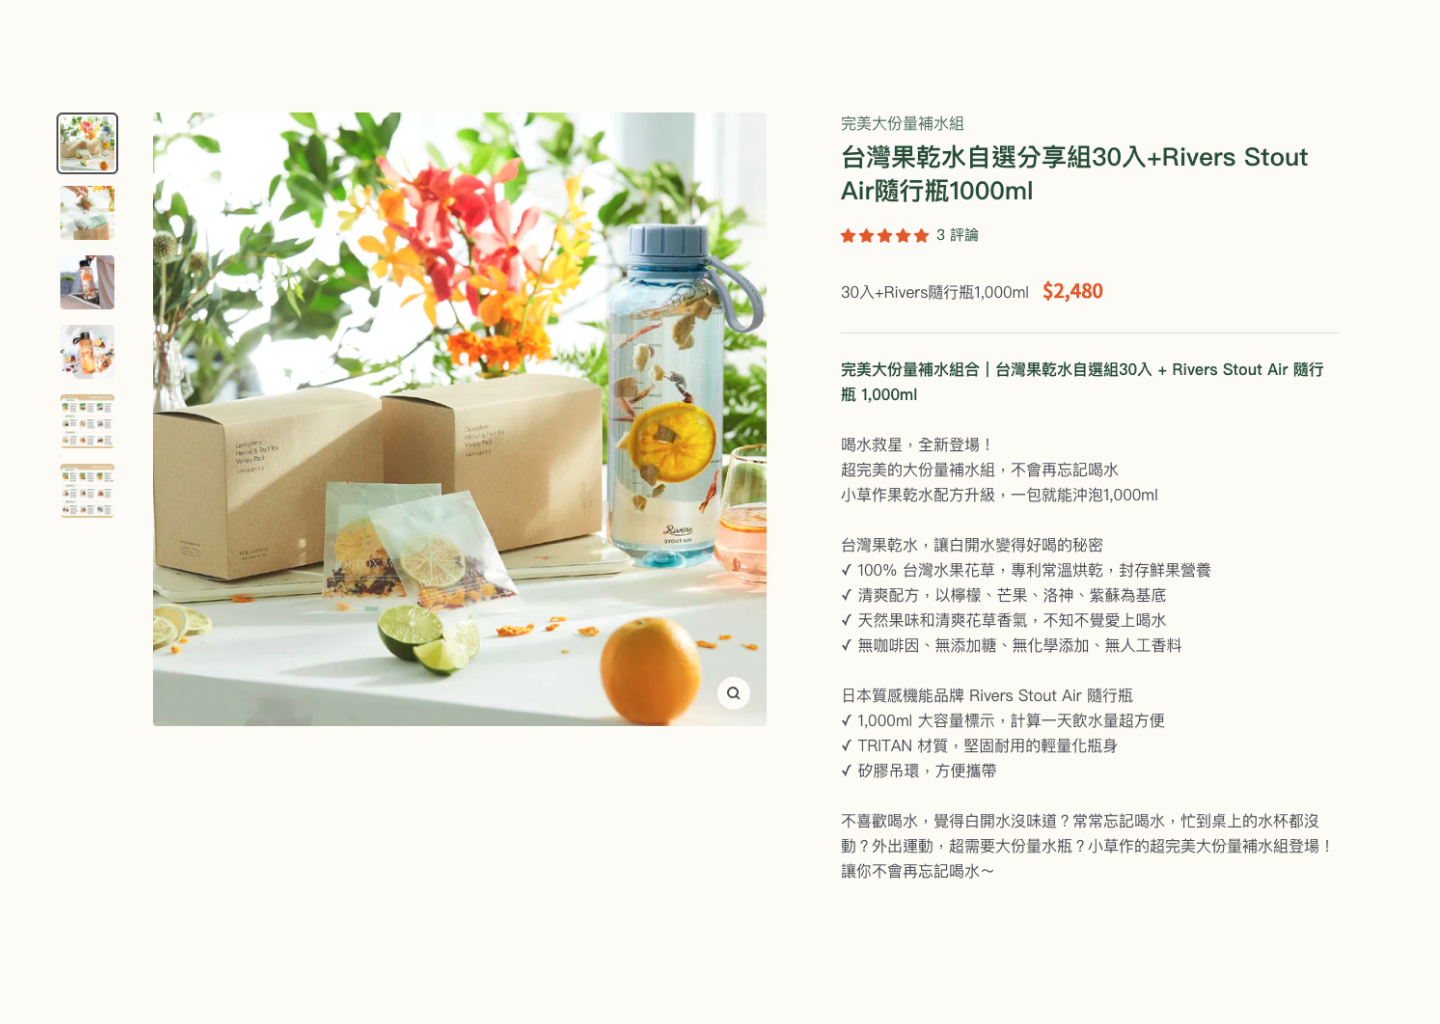 完美大份量補水組
台灣果乾水自選分享組30入+Rivers Stout
Air隨行瓶1000ml
3 評論
30入+Rivers隨行瓶1,000ml $2,480
完美大份量補水組合｜台灣果乾水自選組30入 + Rivers Stout Air 隨行
瓶 1,000ml
喝水救星，全新登場！
超完美的大份量補水組，不會再忘記喝水
小草作果乾水配方升級，一包就能沖泡1,000ml
台灣果乾水，讓白開水變得好喝的秘密
✓ 100% 台灣水果花草，專利常溫烘乾，封存鮮果營養
✓ 清爽配方，以檸檬、芒果、洛神、紫蘇為基底
✓ 天然果味和清爽花草香氣，不知不覺愛上喝水
✓ 無咖啡因、無添加糖、無化學添加、無人工香料
日本質感機能品牌 Rivers Stout Air 隨行瓶
✓ 1,000ml 大容量標示，計算一天飲水量超方便
✓ TRITAN 材質，堅固耐用的輕量化瓶身
✓ 矽膠吊環，方便攜帶
不喜歡喝水，覺得白開水沒味道？常常忘記喝水，忙到桌上的水杯都沒
動？外出運動，超需要大份量水瓶？小草作的超完美大份量補水組登場！
讓你不會再忘記喝水～
Herbal & Fruit Tea
Variety Pack
Herbal & Fruit Tea
Variety Pack
Rivers
STOUT AIR